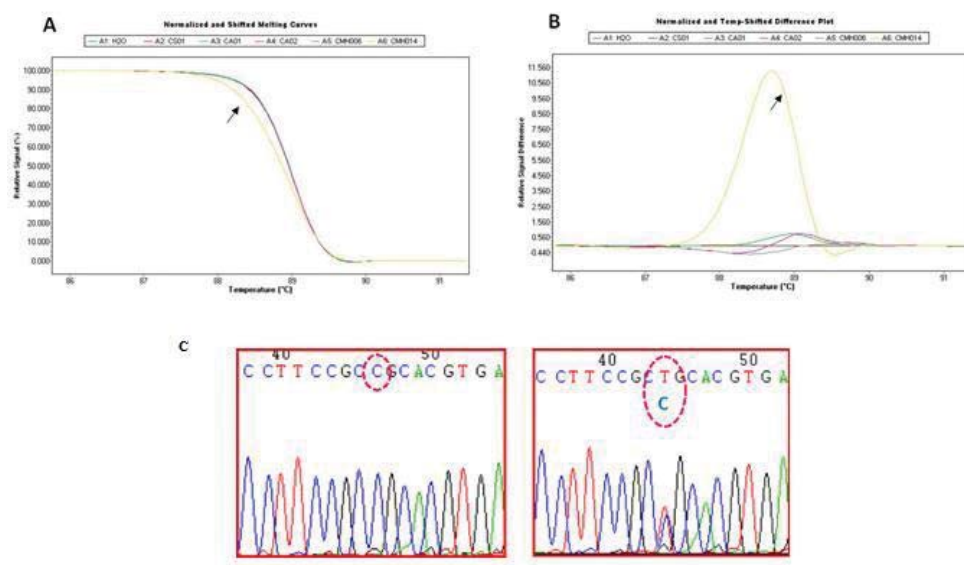 A
Normalized and Shifted Melting Curves
A1: H2O A2: CS01 A3: CA01 A4: CA02 A5: CMH006 A6: CMH014
100.000
90.000
80.000
70.000
60.000
50.000
40.000
30.000
20.000
10.000
0.000
Relative Signal (%)
86 87 88 89 90 91
Temperature (°C)
B
Normalized and Temp-Shifted Difference Plot
A1: H2O A2: CS01 A3: CA01 A4: CA02 A5: CMH006 A6: CMH014
11.560
10.560
9.560
8.560
7.560
6.560
5.560
4.560
3.560
2.560
1.560
0.560
-0.440
Relative Signal Difference
86 87 88 89 90 91
Temperature (°C)
C
40 50
C C T T C C G C C G C A C G T G A
40 50
C C T T C C G C T G C A C G T G A
C